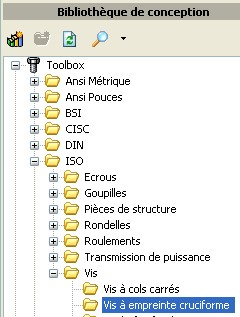 Bibliothèque de conception
Toolbox
Ansi Métrique
Ansi Pouces
BSI
CISC
DIN
ISO
Ecrous
Goupilles
Pièces de structure
Rondelles
Roulements
Transmission de puissance
Vis
Vis à cols carrés
Vis à empreinte cruciforme